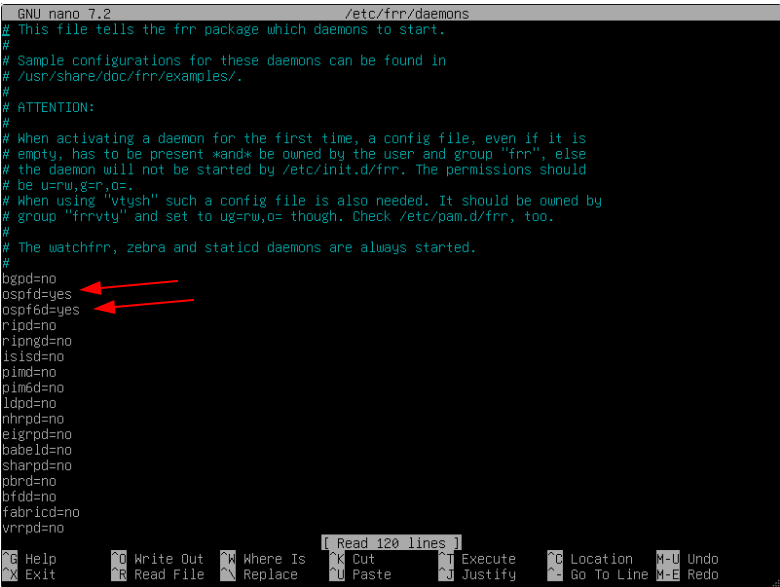 GNU nano 7.2 /etc/frr/daemons
# This file tells the frr package which daemons to start.
#
# Sample configurations for these daemons can be found in
# /usr/share/doc/frr/examples/.
#
# ATTENTION:
#
# When activating a daemon for the first time, a config file, even if it is
# empty, has to be present *and* be owned by the user and group "frr", else
# the daemon will not be started by /etc/init.d/frr. The permissions should
# be u=rw,g=r,o=.
# When using "vtysh" such a config file is also needed. It should be owned by
# group "frrvty" and set to ug=rw,o= though. Check /etc/pam.d/frr, too.
#
# The watchfrr, zebra and staticd daemons are always started.
#
bgpd=no
ospfd=yes
ospf6d=yes
ripd=no
ripngd=no
isisd=no
pimd=no
pim6d=no
ldpd=no
nhrpd=no
eigrpd=no
babeld=no
sharpd=no
pbrd=no
bfdd=no
fabricd=no
vrrpd=no
[ Read 120 lines ]
^G Help ^O Write Out ^W Where Is ^K Cut ^T Execute ^C Location M-U Undo
^X Exit ^R Read File ^\ Replace ^U Paste ^J Justify ^- Go To Line M-E Redo